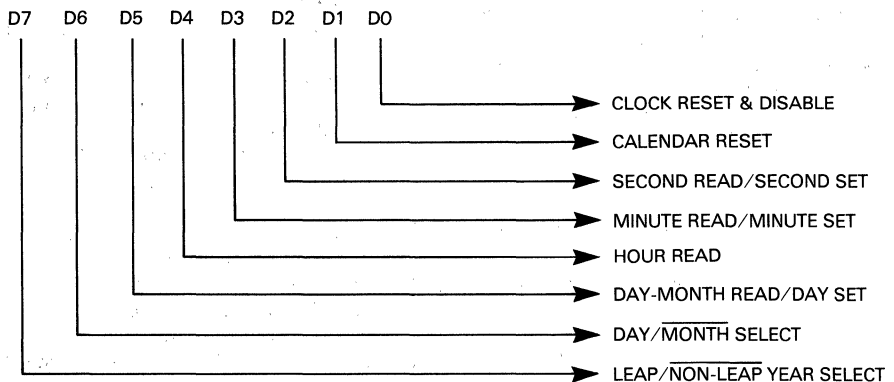 D7 D6 D5 D4 D3 D2 D1 D0
CLOCK RESET & DISABLE
CALENDAR RESET
SECOND READ/SECOND SET
MINUTE READ/MINUTE SET
HOUR READ
DAY-MONTH READ/DAY SET
DAY/MONTH SELECT
LEAP/NON-LEAP YEAR SELECT